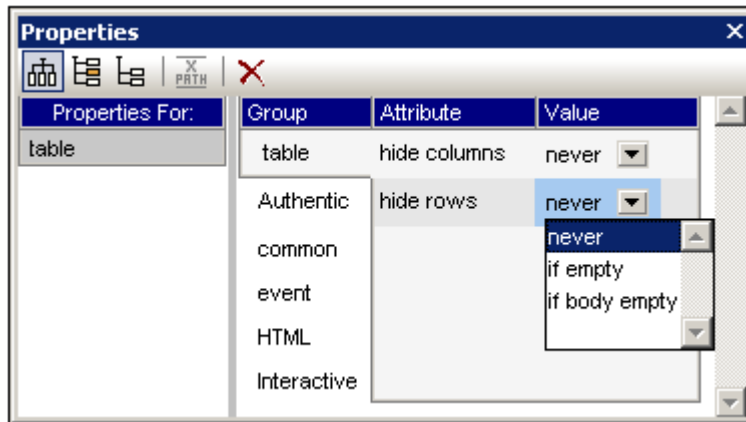 Properties
X PATH
Properties For: Group Attribute Value
table table hide columns never
Authentic hide rows never
common never
event if empty
HTML if body empty
Interactive